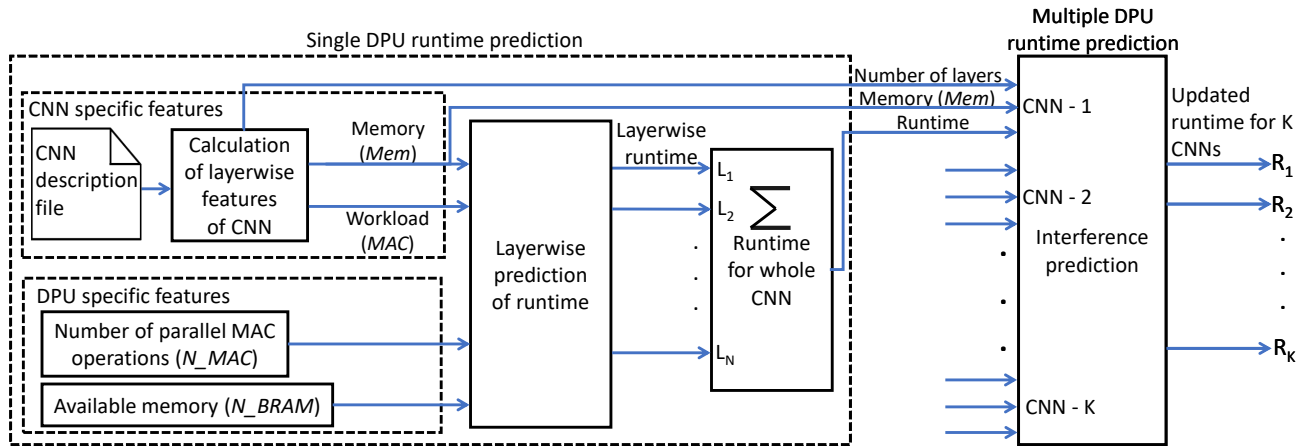 Single DPU runtime prediction
Multiple DPU
runtime prediction
CNN specific features
CNN
description
file
Calculation
of layerwise
features
of CNN
Memory
(Mem)
Workload
(MAC)
DPU specific features
Number of parallel MAC
operations (N_MAC)
Available memory (N_BRAM)
Layerwise
prediction
of runtime
Layerwise
runtime
L1
L2
.
.
.
LN
∑
Runtime
for whole
CNN
Number of layers
Memory (Mem)
Runtime
.
.
.
CNN - 1
CNN - 2
Interference
prediction
.
.
.
CNN - K
Updated
runtime for K
CNNs
R1
R2
.
.
.
RK